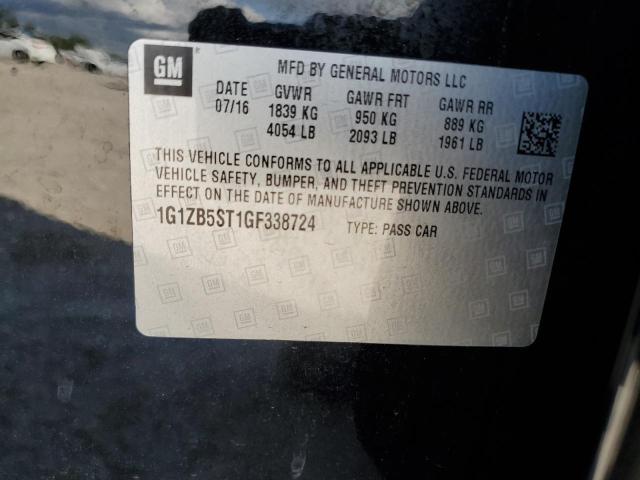 GM
MFD BY GENERAL MOTORS LLC
DATE GVWR GAWR FRT GAWR RR
07/16 1839 KG 950 KG 889 KG
4054 LB 2093 LB 1961 LB
THIS VEHICLE CONFORMS TO ALL APPLICABLE U.S. FEDERAL MOTOR
VEHICLE SAFETY, BUMPER, AND THEFT PREVENTION STANDARDS IN
EFFECT ON THE DATE OF MANUFACTURE SHOWN ABOVE.
1G1ZB5ST1GF338724 TYPE: PASS CAR